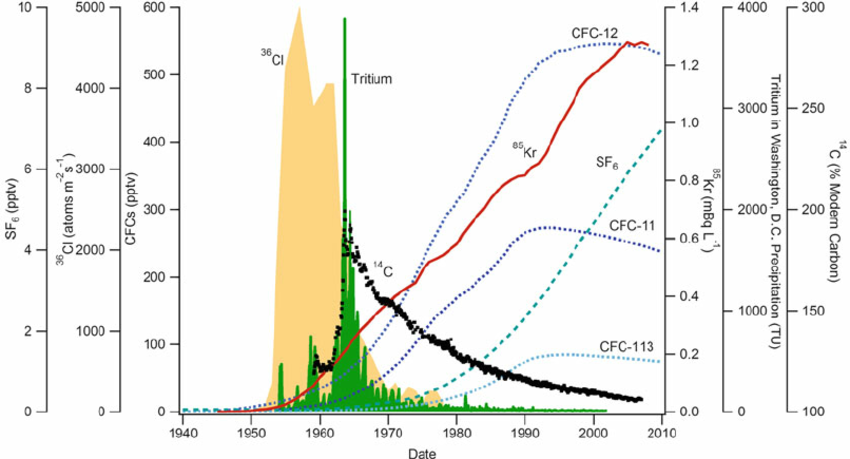 10
8
6
4
2
0
SF6 (pptv)
5000
4000
3000
2000
1000
0
36Cl (atoms m-2 s-1)
600
500
400
300
200
100
0
CFCs (pptv)
36Cl
Tritium
14C
CFC-12
85Kr
SF6
CFC-11
CFC-113
1.4
1.2
1.0
0.8
0.6
0.4
0.2
0.0
85Kr (mBq L-1)
4000
3000
2000
1000
0
Tritium in Washington, D.C., Precipitation (TU)
300
250
200
150
100
14C (% Modern Carbon)
1940 1950 1960 1970 1980 1990 2000 2010
Date